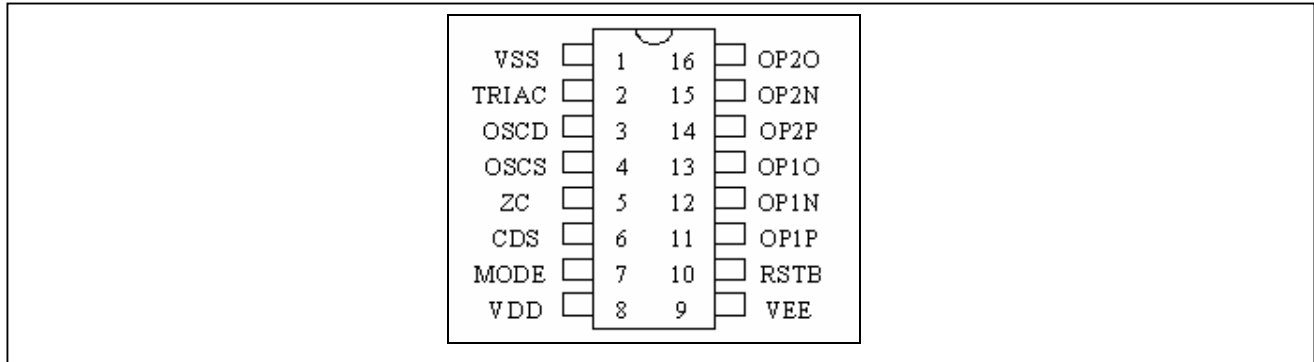 VSS 1 16 OP2O
TRIAC 2 15 OP2N
OSCD 3 14 OP2P
OSCS 4 13 OP1O
ZC 5 12 OP1N
CDS 6 11 OP1P
MODE 7 10 RSTB
VDD 8 9 VEE